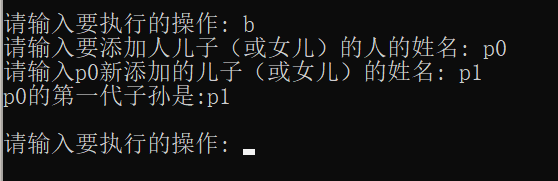 请输入要执行的操作: b
请输入要添加人儿子（或女儿）的人的姓名: p0
请输入p0新添加的儿子（或女儿）的姓名: p1
p0的第一代子孙是:p1
请输入要执行的操作: